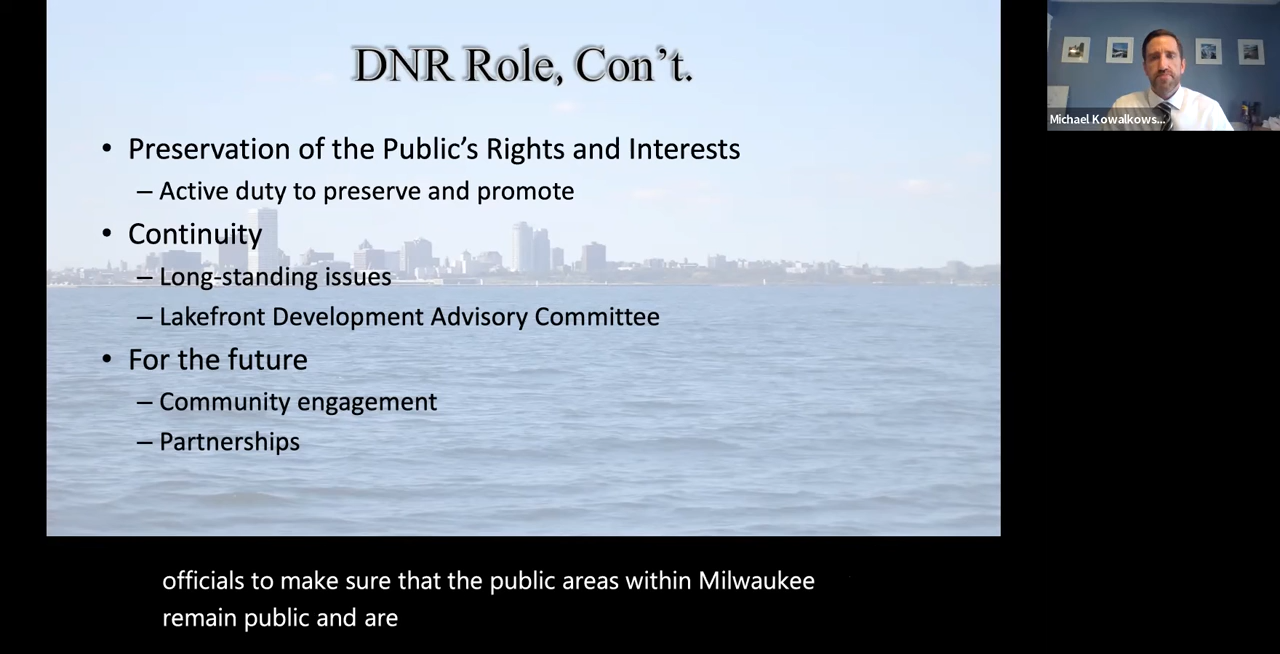 DNR Role, Con’t.
• Preservation of the Public’s Rights and Interests
– Active duty to preserve and promote
• Continuity
– Long-standing issues
– Lakefront Development Advisory Committee
• For the future
– Community engagement
– Partnerships
Michael Kowalkows...
officials to make sure that the public areas within Milwaukee
remain public and are